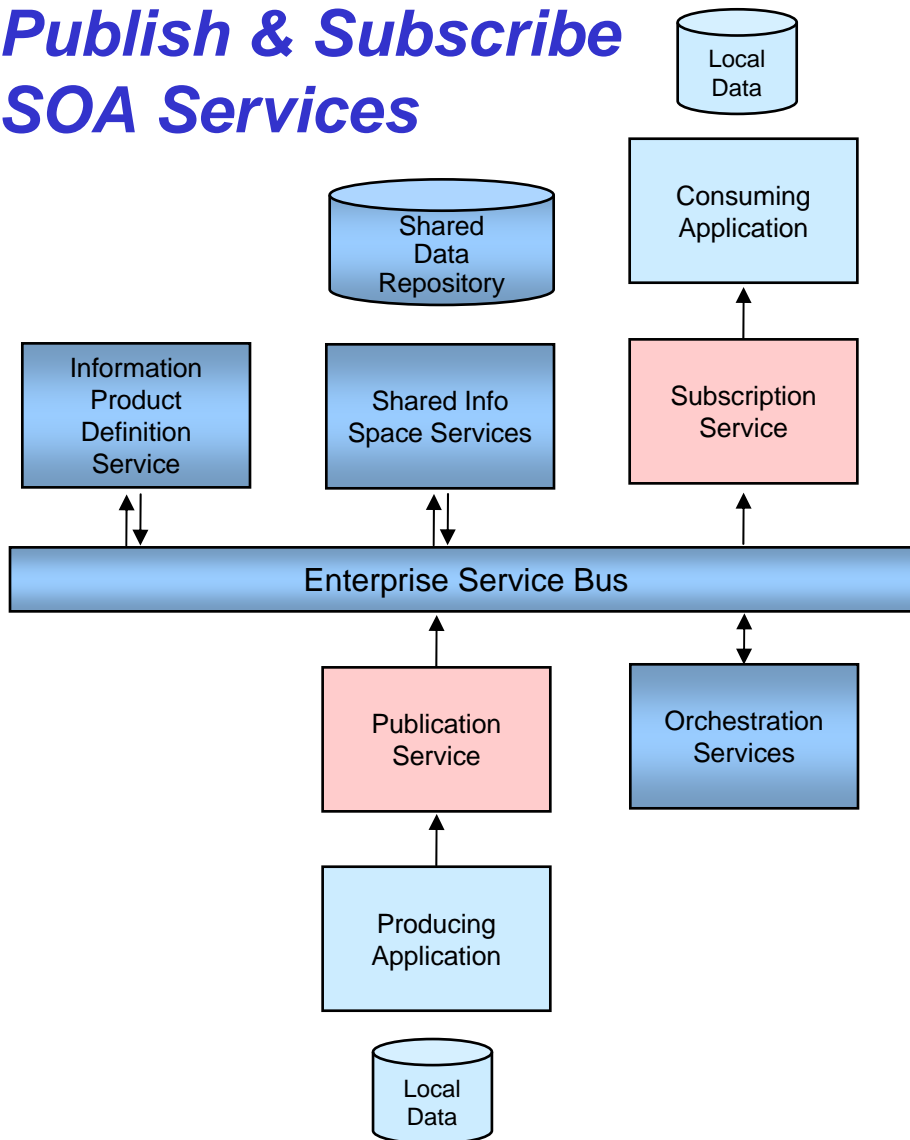 Publish & Subscribe
SOA Services
Local
Data
Consuming
Application
Shared
Data
Repository
Information
Product
Definition
Service
Shared Info
Space Services
Subscription
Service
Enterprise Service Bus
Publication
Service
Orchestration
Services
Producing
Application
Local
Data